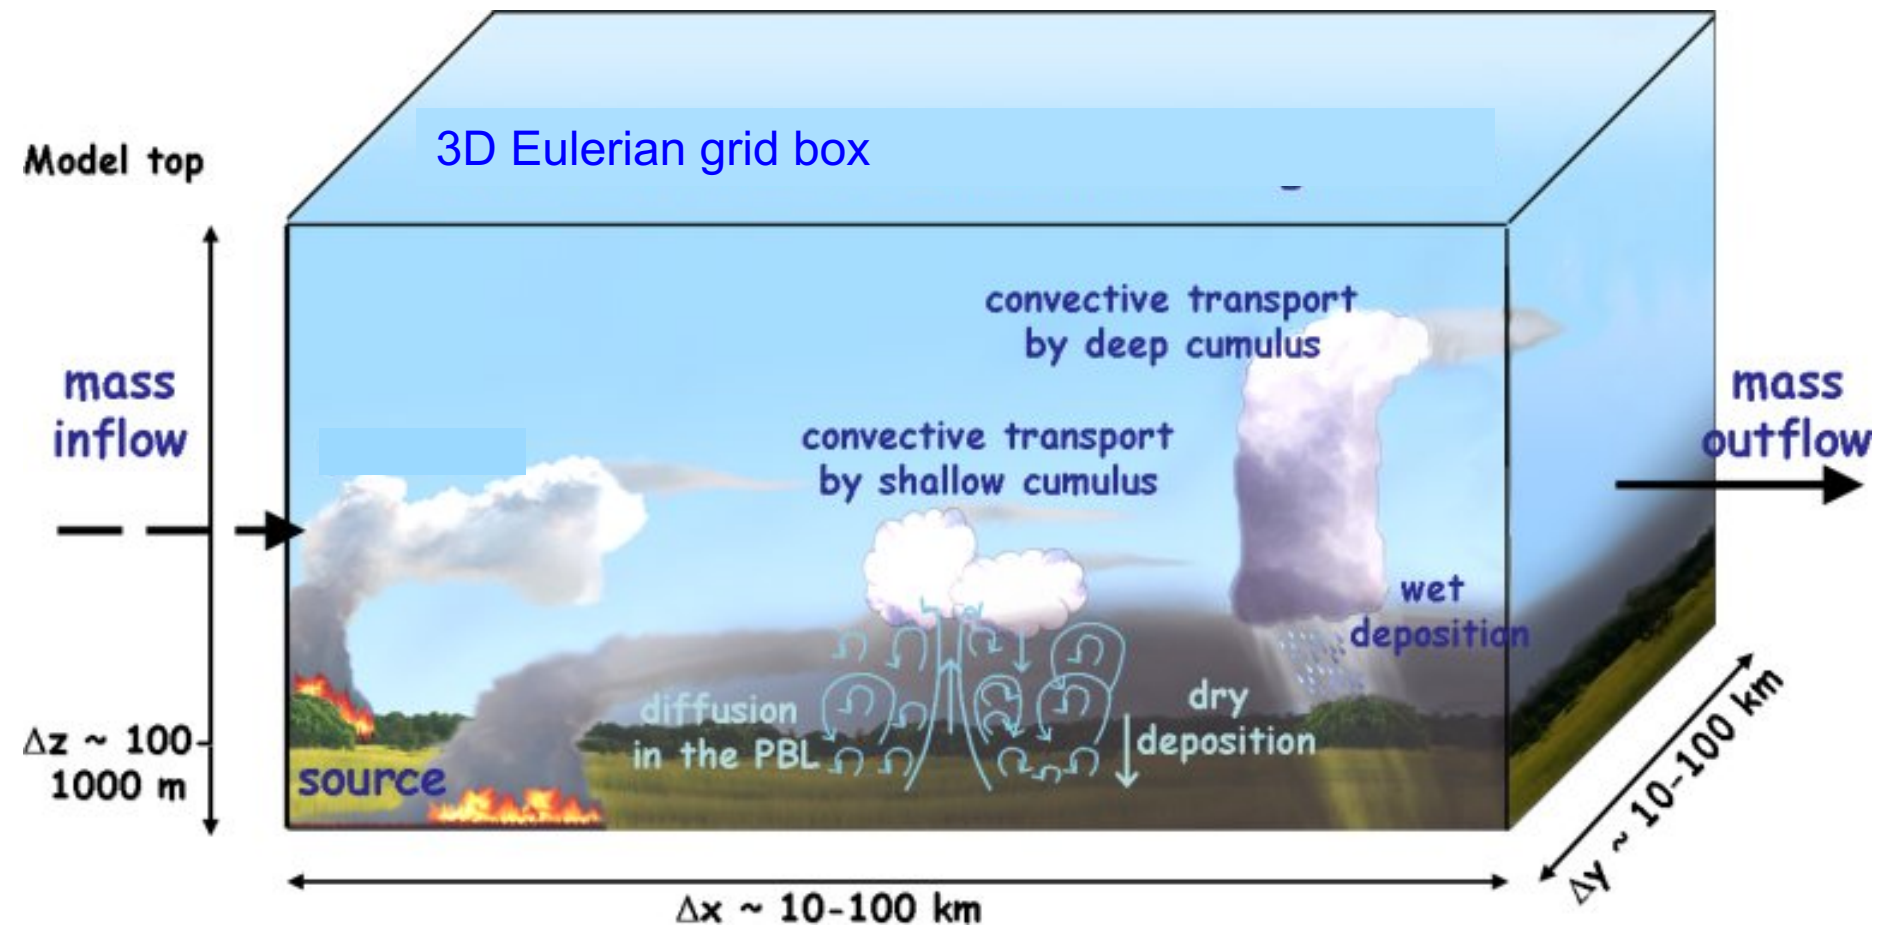 3D Eulerian grid box
Model top
convective transport
by deep cumulus
mass
inflow
mass
outflow
convective transport
by shallow cumulus
wet
deposition
diffusion
in the PBL
dry
deposition
Δz ~ 100-
1000 m
source
Δy ~ 10-100 km
Δx ~ 10-100 km